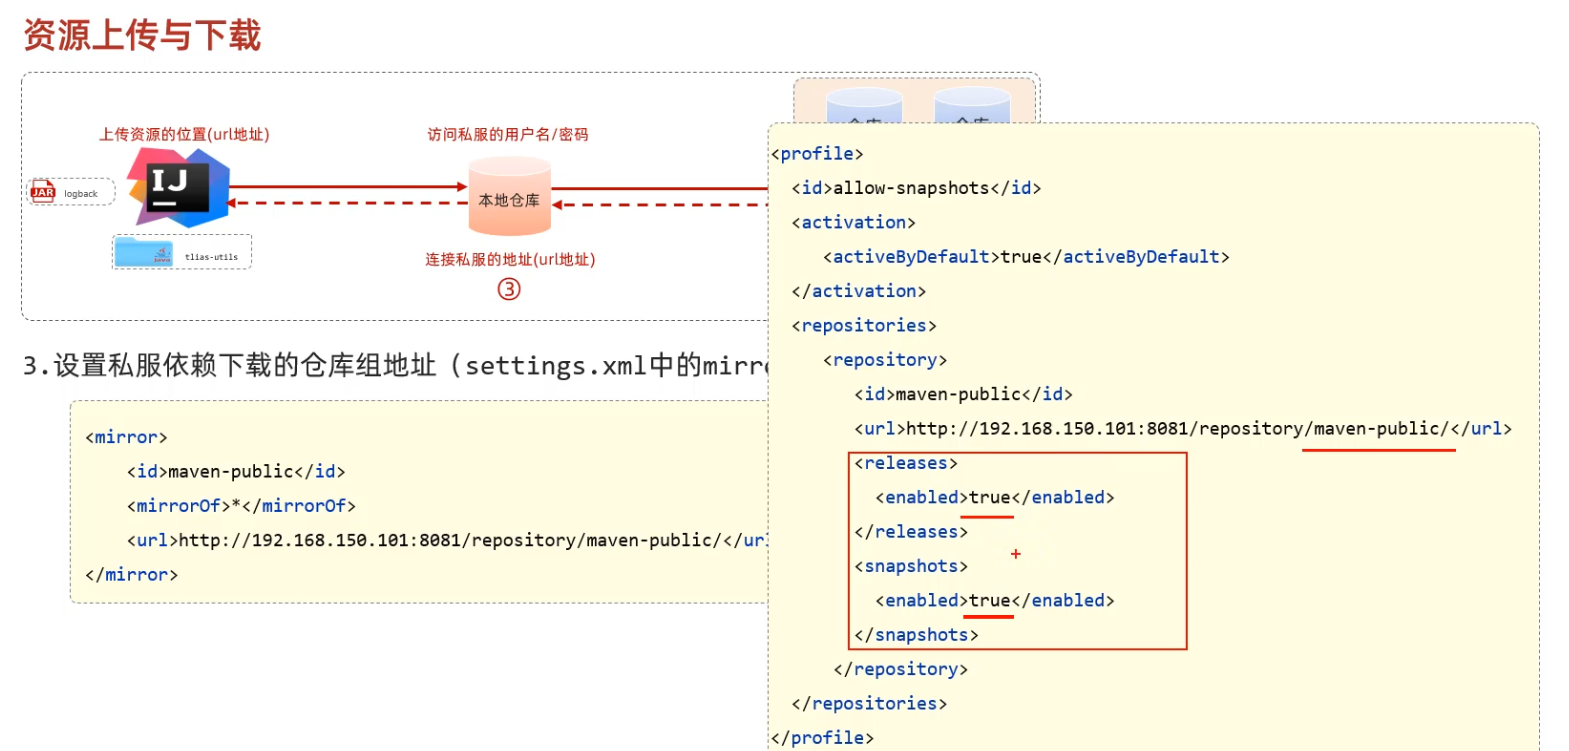 资源上传与下载
上传资源的位置(url地址)
访问私服的用户名/密码
IJ
JAR
logback
本地仓库
tlias-utils
连接私服的地址(url地址)
③
3.设置私服依赖下载的仓库组地址（settings.xml中的mirr
<mirror>
<id>maven-public</id>
<mirrorOf>*</mirrorOf>
<url>http://192.168.150.101:8081/repository/maven-public/</ur
</mirror>
<profile>
<id>allow-snapshots</id>
<activation>
<activeByDefault>true</activeByDefault>
</activation>
<repositories>
<repository>
<id>maven-public</id>
<url>http://192.168.150.101:8081/repository/maven-public/</url>
<releases>
<enabled>true</enabled>
</releases>
<snapshots>
<enabled>true</enabled>
</snapshots>
</repository>
</repositories>
</profile>